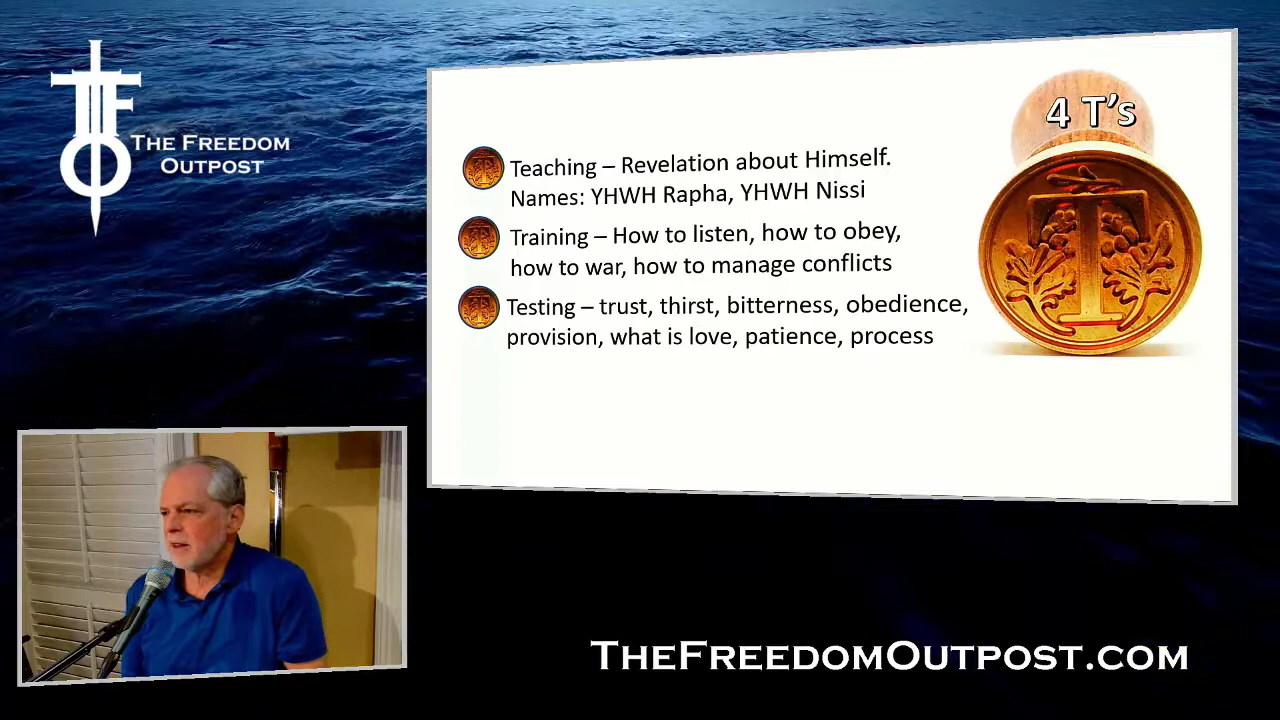 The Freedom
Outpost
4 T's
Teaching – Revelation about Himself.
Names: YHWH Rapha, YHWH Nissi
Training – How to listen, how to obey,
how to war, how to manage conflicts
Testing – trust, thirst, bitterness, obedience,
provision, what is love, patience, process
T
TheFreedomOutpost.com